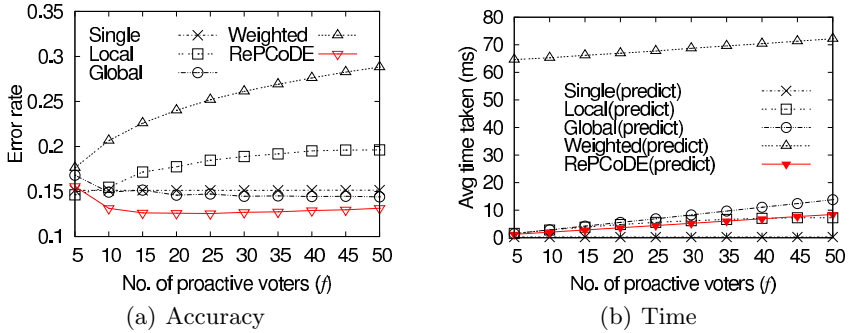 0.35
0.3
0.25
0.2
0.15
0.1
Error rate
Single
Local
Global
Weighted
RePCoDE
5 10 15 20 25 30 35 40 45 50
No. of proactive voters (f)
(a) Accuracy
80
70
60
50
40
30
20
10
0
Avg time taken (ms)
Single(predict)
Local(predict)
Global(predict)
Weighted(predict)
RePCoDE(predict)
5 10 15 20 25 30 35 40 45 50
No. of proactive voters (f)
(b) Time